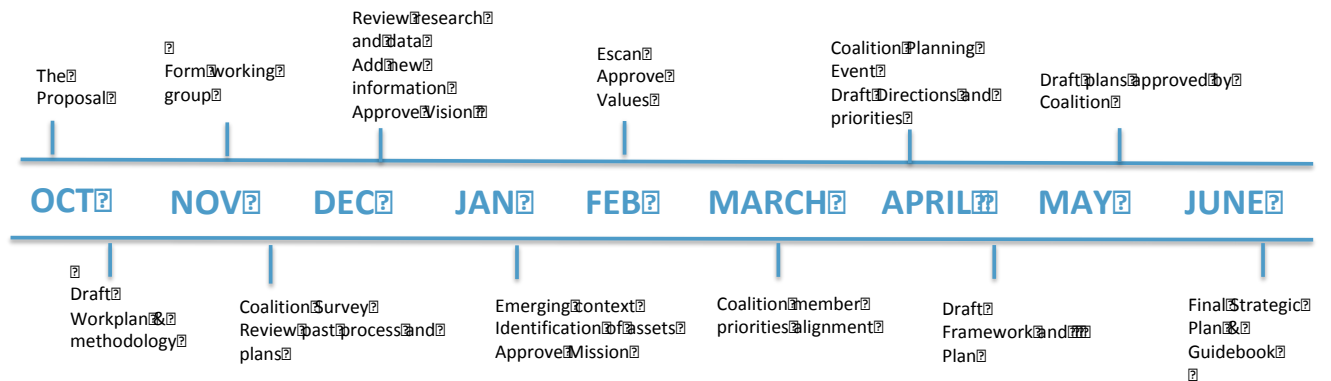 The
Proposal
Form working
group
Review research
and data
Add new
information
Approve Vision
Escan
Approve
Values
Coalition Planning
Event
Draft Directions and
priorities
Draft plans approved by
Coalition
OCT NOV DEC JAN FEB MARCH APRIL MAY JUNE
Draft
Workplan &
methodology
Coalition Survey
Review past process and
plans
Emerging context
Identification of assets
Approve Mission
Coalition member
priorities alignment
Draft
Framework and
Plan
Final Strategic
Plan &
Guidebook